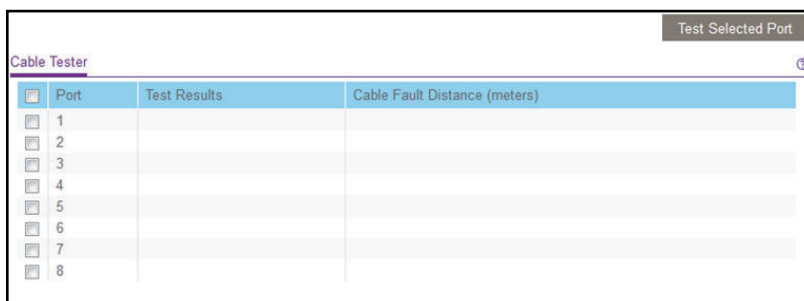 Test Selected Port
Cable Tester
Port Test Results Cable Fault Distance (meters)
1
2
3
4
5
6
7
8